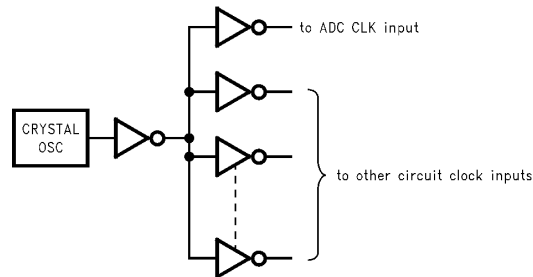 to ADC CLK input
CRYSTAL
OSC
to other circuit clock inputs